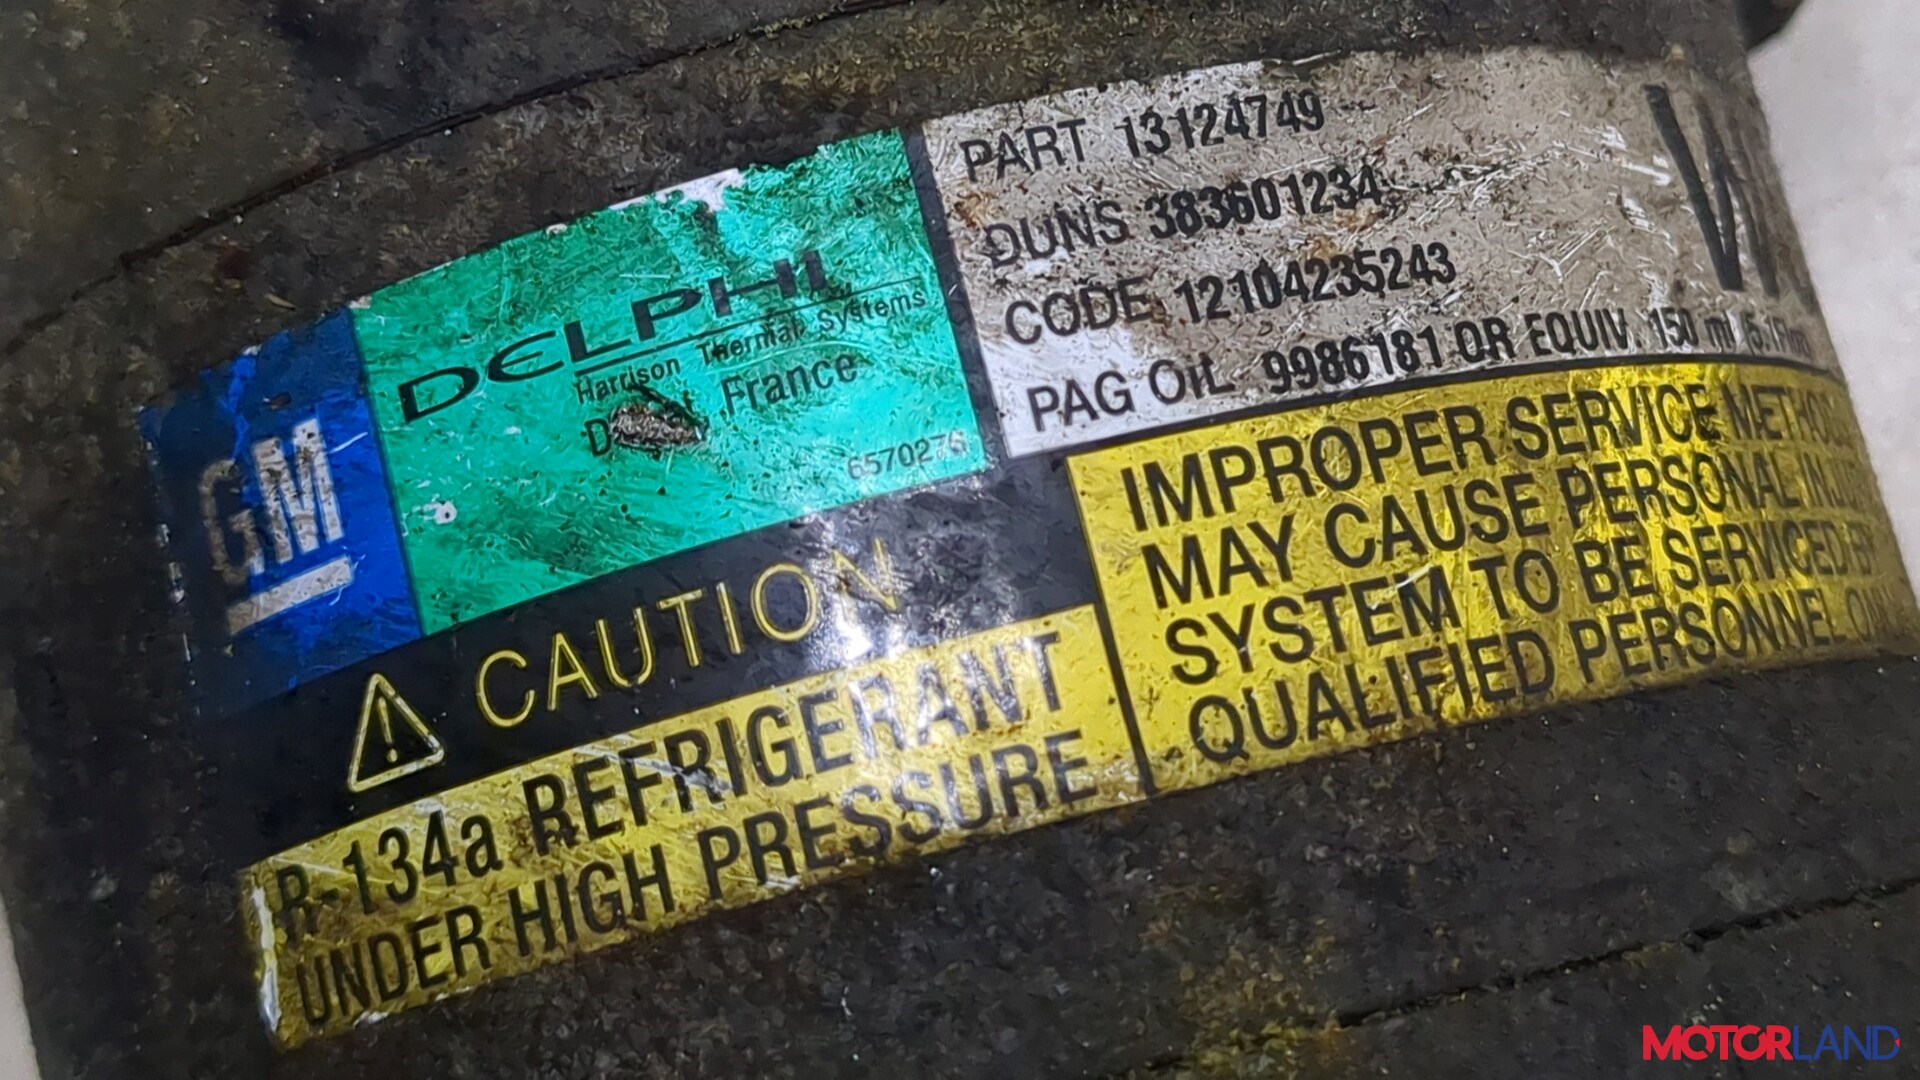 GM
DELPHI
Harrison Thermal Systems
France
6570276
PART 13124749
DUNS 383601234
CODE 12104235243
PAG OIL 9986181 OR EQUIV. 150 ml
CAUTION
R-134a REFRIGERANT
UNDER HIGH PRESSURE
IMPROPER SERVICE
MAY CAUSE PERSONAL
SYSTEM TO BE SERVICED BY
QUALIFIED PERSONNEL
MOTORLAND